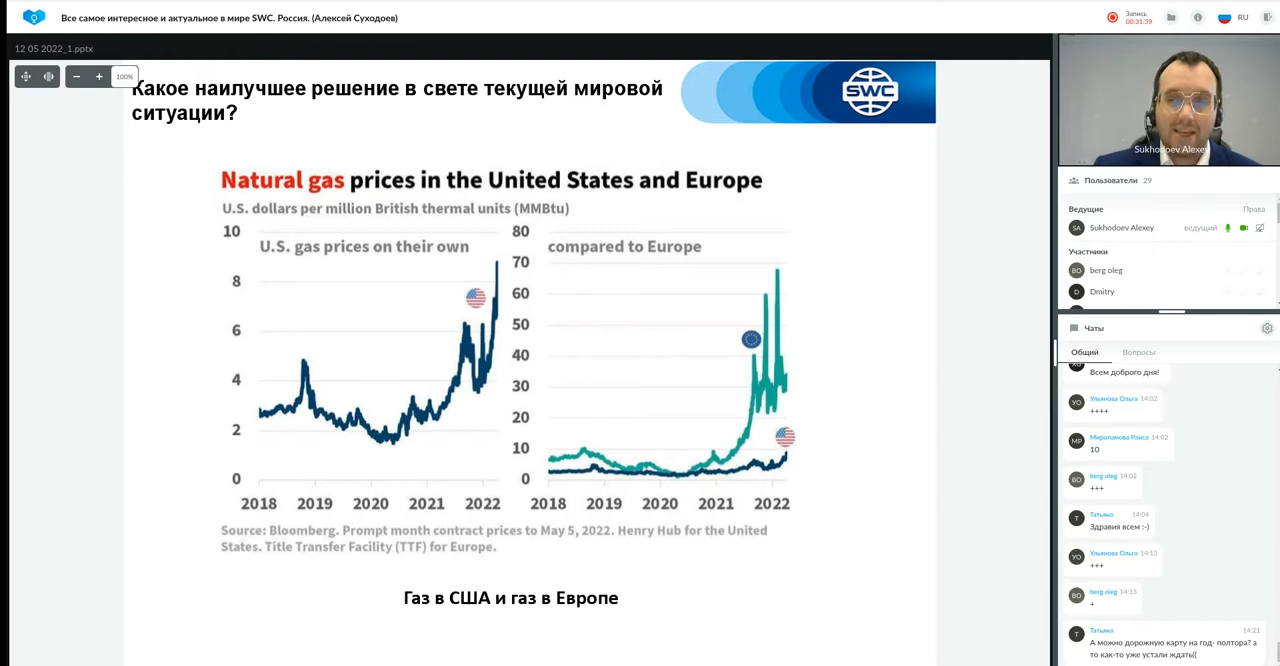 Все самое интересное и актуальное в мире SWC. Россия. (Алексей Суходоев)
Запись
00:31:59
RU
12 05 2022_1.pptx
100%
Какое наилучшее решение в свете текущей мировой
ситуации?
SWC
Natural gas prices in the United States and Europe
U.S. dollars per million British thermal units (MMBtu)
U.S. gas prices on their own
10
8
6
4
2
0
2018 2019 2020 2021 2022
compared to Europe
80
70
60
50
40
30
20
10
0
2018 2019 2020 2021 2022
Source: Bloomberg. Prompt month contract prices to May 5, 2022. Henry Hub for the United
States. Title Transfer Facility (TTF) for Europe.
Газ в США и газ в Европе
Sukhodoev Alexey
Пользователи 29
Ведущие Права
SA Sukhodoev Alexey ведущий
Участники
BO berg oleg
D Dmitry
Чаты
Общий Вопросы
Всем доброго дня!
УО Ульянова Ольга 14:02
++++
МР Мирапамова Раиса 14:02
10
BO berg oleg 14:02
+++
Т Татьяна 14:04
Здравия всем :-)
УО Ульянова Ольга 14:13
+++
BO berg oleg 14:13
+
Т Татьяна 14:21
А можно дорожную карту на год- полтора? а
то как-то уже устали ждать((